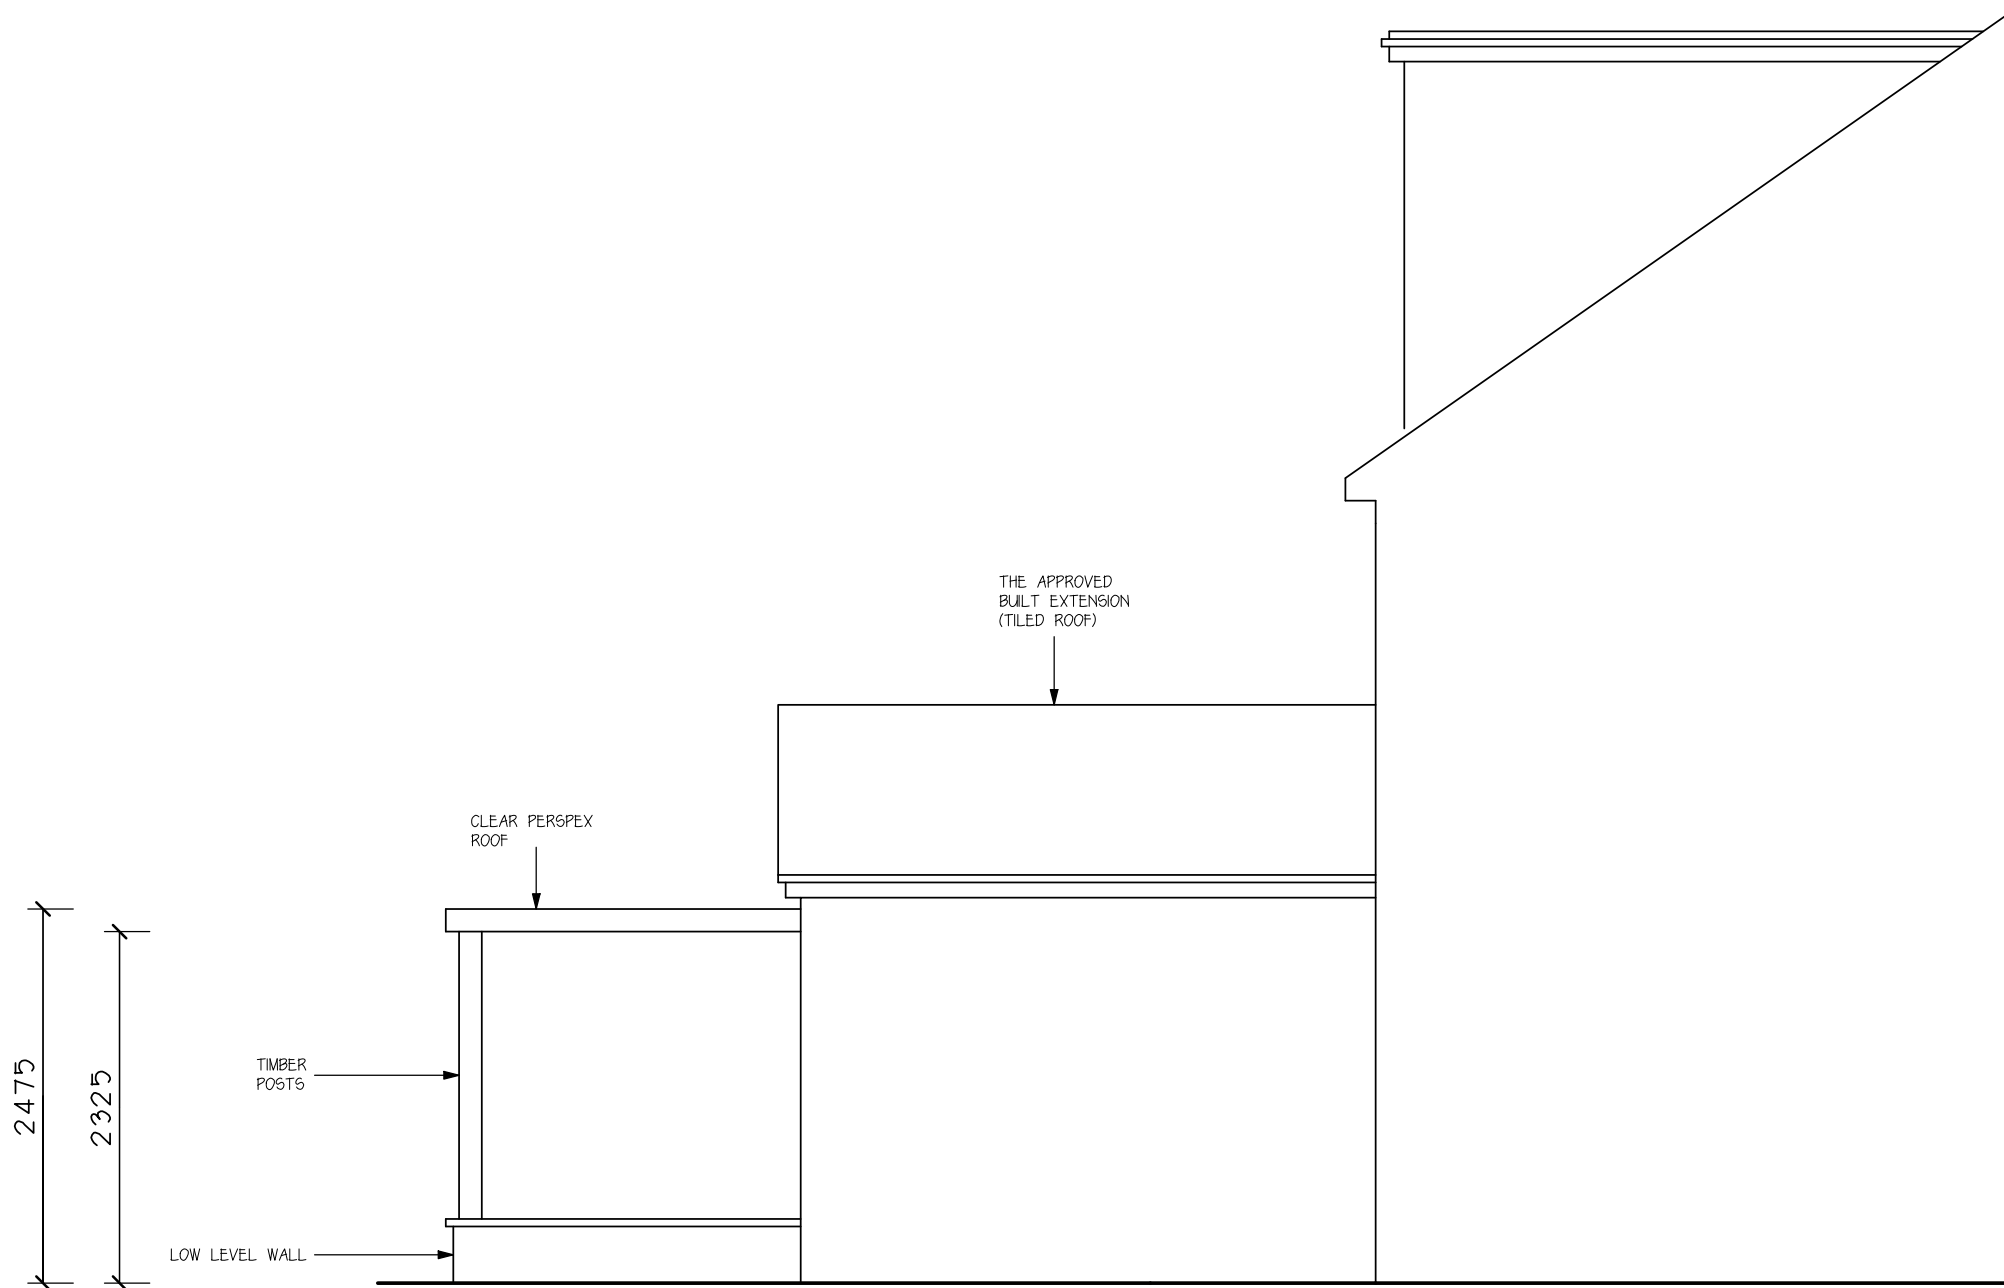 THE APPROVED
BUILT EXTENSION
(TILED ROOF)
CLEAR PERSPEX
ROOF
TIMBER
POSTS
2475
2325
LOW LEVEL WALL